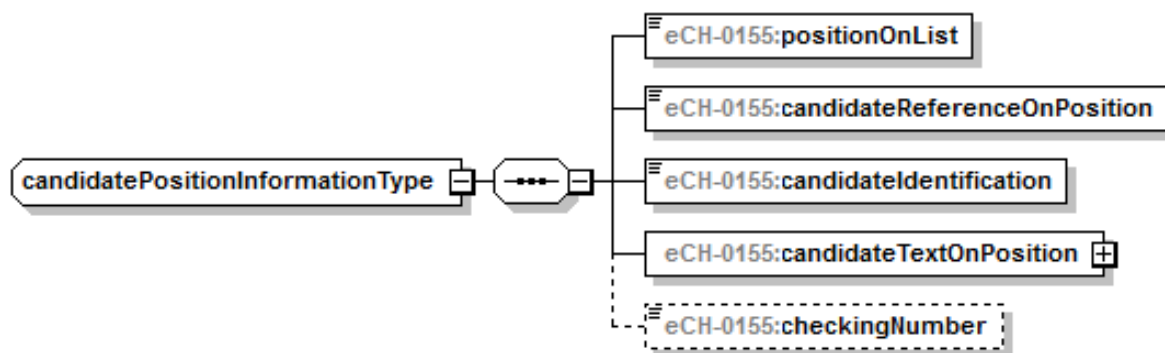 eCH-0155:positionOnList
eCH-0155:candidateReferenceOnPosition
candidatePositionInformationType
eCH-0155:candidateIdentification
eCH-0155:candidateTextOnPosition
eCH-0155:checkingNumber